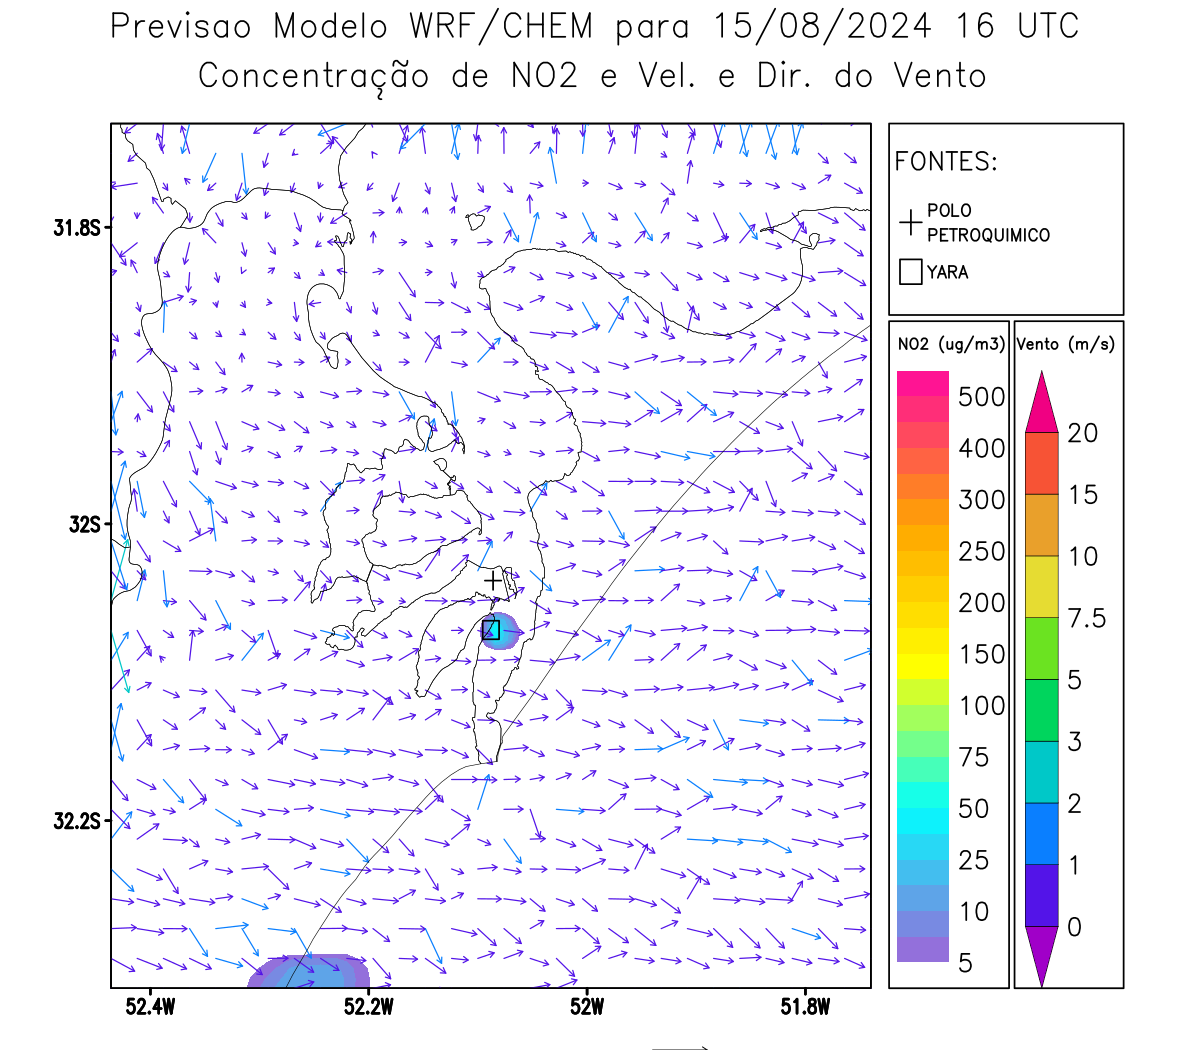 Previsao Modelo WRF/CHEM para 15/08/2024 16 UTC
Concentração de NO2 e Vel. e Dir. do Vento
FONTES:
POLO
PETROQUIMICO
YARA
31.8S
32S
32.2S
52.4W
52.2W
52W
51.8W
NO2 (ug/m3)
500
400
300
250
200
150
100
75
50
25
10
5
Vento (m/s)
20
15
10
7.5
5
3
2
1
0